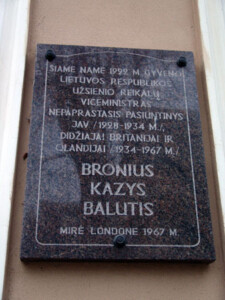 ŠIAME NAME 1922 M. GYVENO
LIETUVOS RESPUBLIKOS
UŽSIENIO REIKALŲ
VICEMINISTRAS
NEPAPRASTASIS PASIUNTINYS
JAV /1928-1934 M./,
DIDŽIAJAI BRITANIJAI IR
OLANDIJAI /1934-1967 M./
BRONIUS
KAZYS
BALUTIS
MIRĖ LONDONE 1967 M.